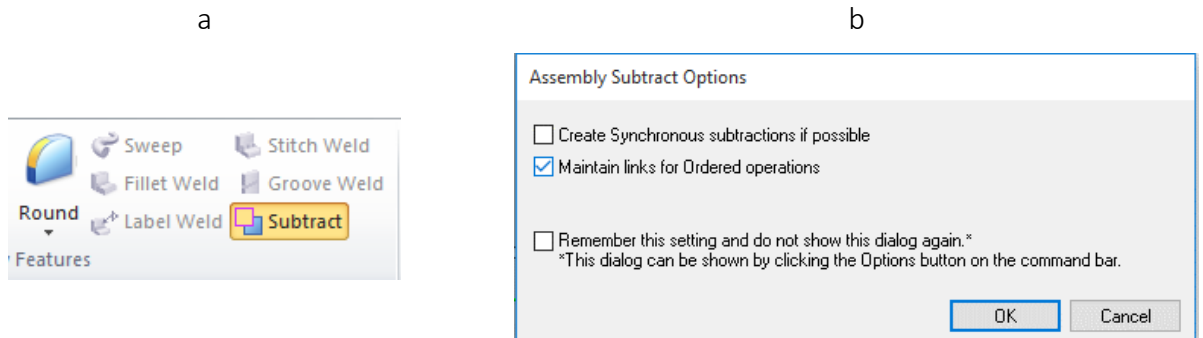 a
b
Sweep
Stitch Weld
Fillet Weld
Groove Weld
Round
Label Weld
Subtract
Features
Assembly Subtract Options
Create Synchronous subtractions if possible
Maintain links for Ordered operations
Remember this setting and do not show this dialog again.*
*This dialog can be shown by clicking the Options button on the command bar.
OK
Cancel